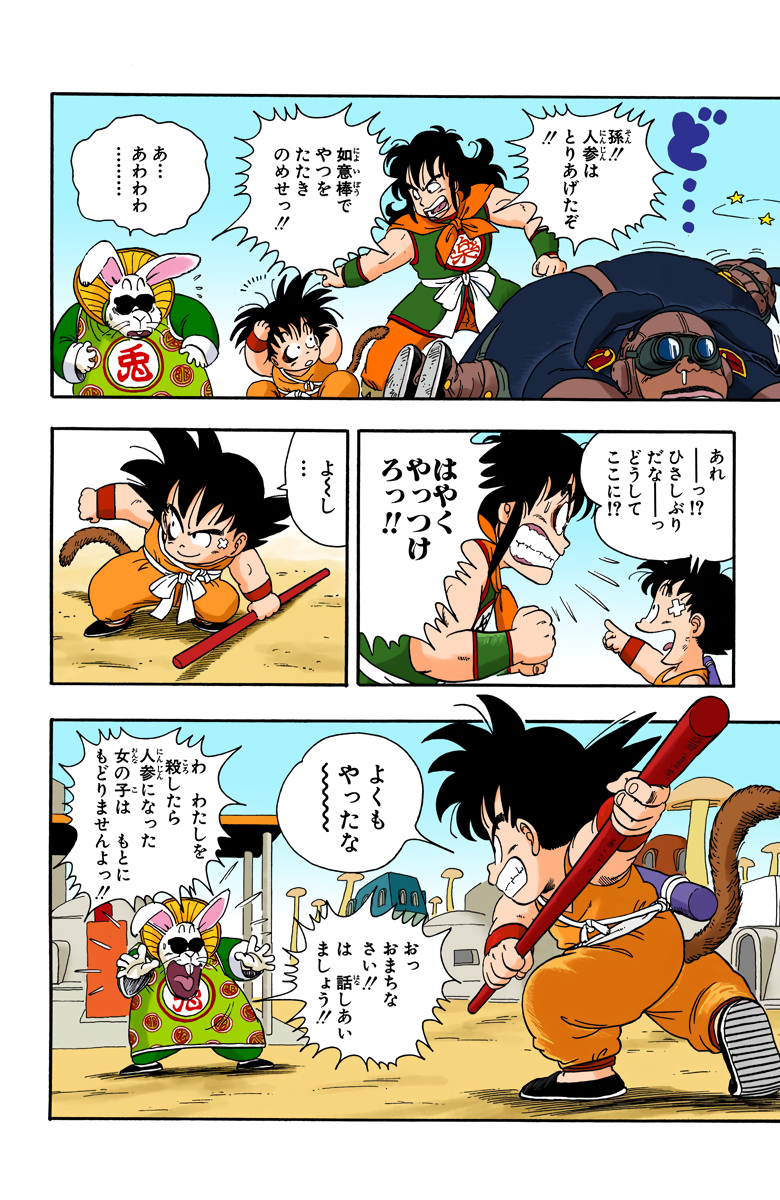 ど…
孫!!
人参は
とりあげたぞ
!!
如意棒で
やつを
たたき
のめせっ!!
あ…
あわわわ
………
あれ
──っ!?
ひさしぶり
だな──っ
どうして
ここに!?
はやく
やっつけ
ろっ!!
よ～し
…
よくも
やったな
～～～～
わ わたしを
殺したら
人参になった
女の子は もとに
もどりませんよっ!!
おっ
おまちな
さい!!
は 話しあい
ましょう!!
樂
兎
兎